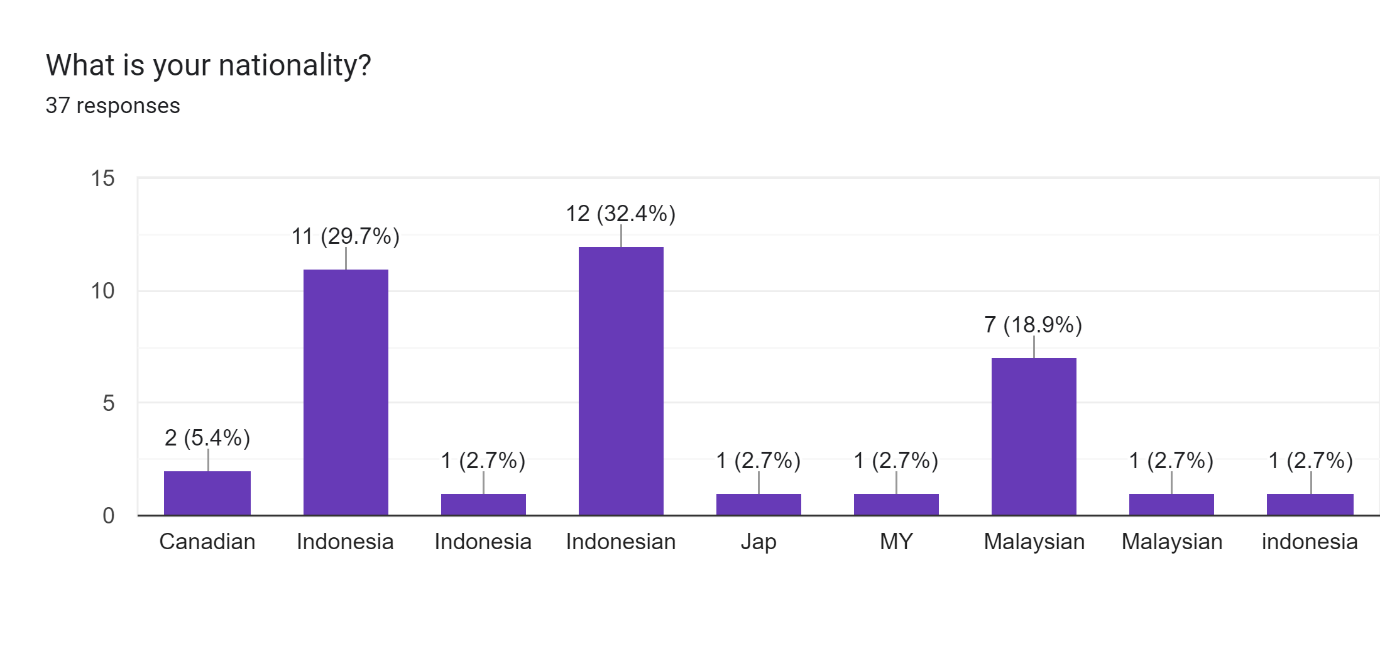 What is your nationality?
37 responses
15
10
5
0
2 (5.4%)
11 (29.7%)
1 (2.7%)
12 (32.4%)
1 (2.7%)
1 (2.7%)
7 (18.9%)
1 (2.7%)
1 (2.7%)
Canadian
Indonesia
Indonesia
Indonesian
Jap
MY
Malaysian
Malaysian
indonesia